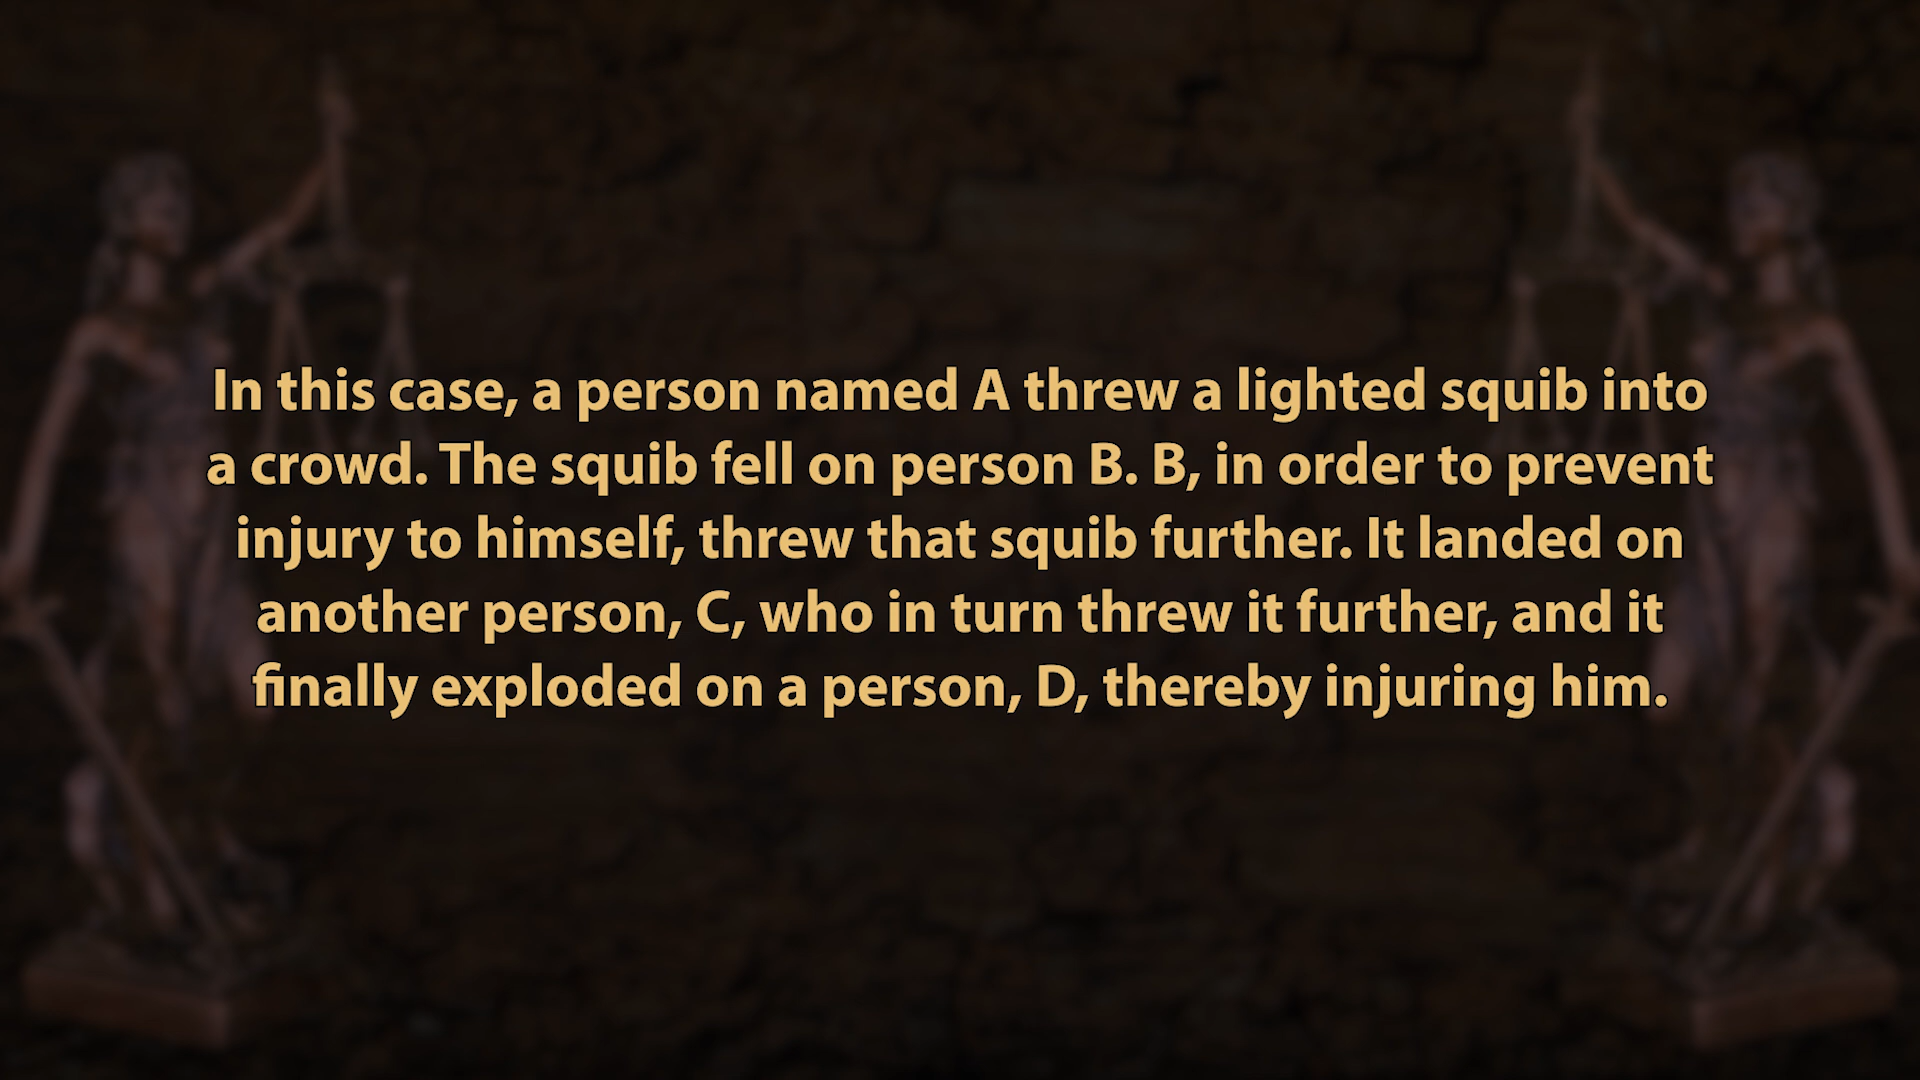 In this case, a person named A threw a lighted squib into
a crowd. The squib fell on person B. B, in order to prevent
injury to himself, threw that squib further. It landed on
another person, C, who in turn threw it further, and it
finally exploded on a person, D, thereby injuring him.